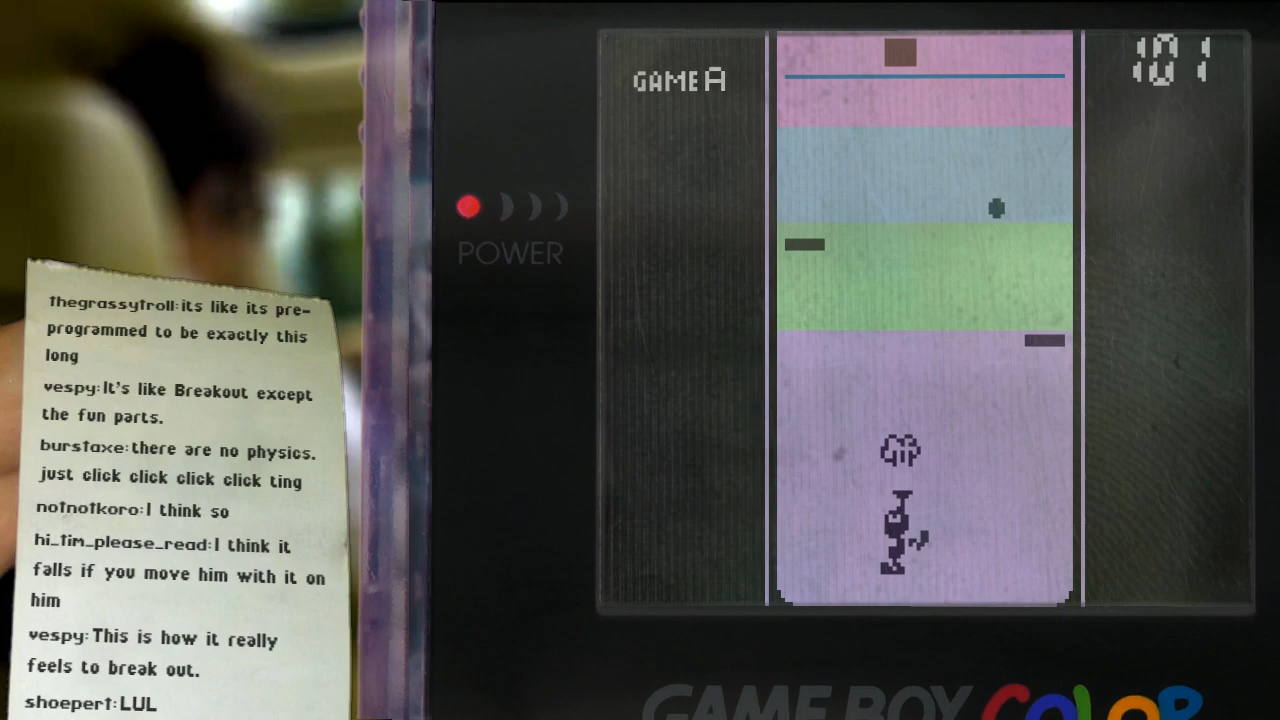 GAME A
101
POWER
thegrassytroll:its like its pre-
programmed to be exactly this
long
vespy:It's like Breakout except
the fun parts.
burstaxe:there are no physics.
just click click click click ting
notnotkoro:I think so
hi_tim_please_read:I think it
falls if you move him with it on
him
vespy:This is how it really
feels to break out.
shoepert:LUL
GAME BOY COLOR